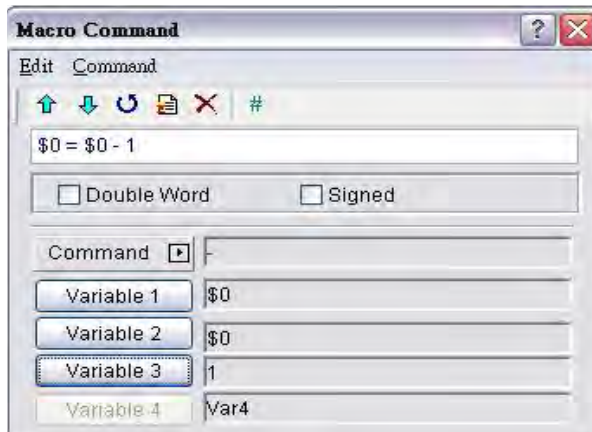 Macro Command
Edit Command
#
$0 = $0 - 1
Double Word Signed
Command -
Variable 1 $0
Variable 2 $0
Variable 3 1
Variable 4 Var4